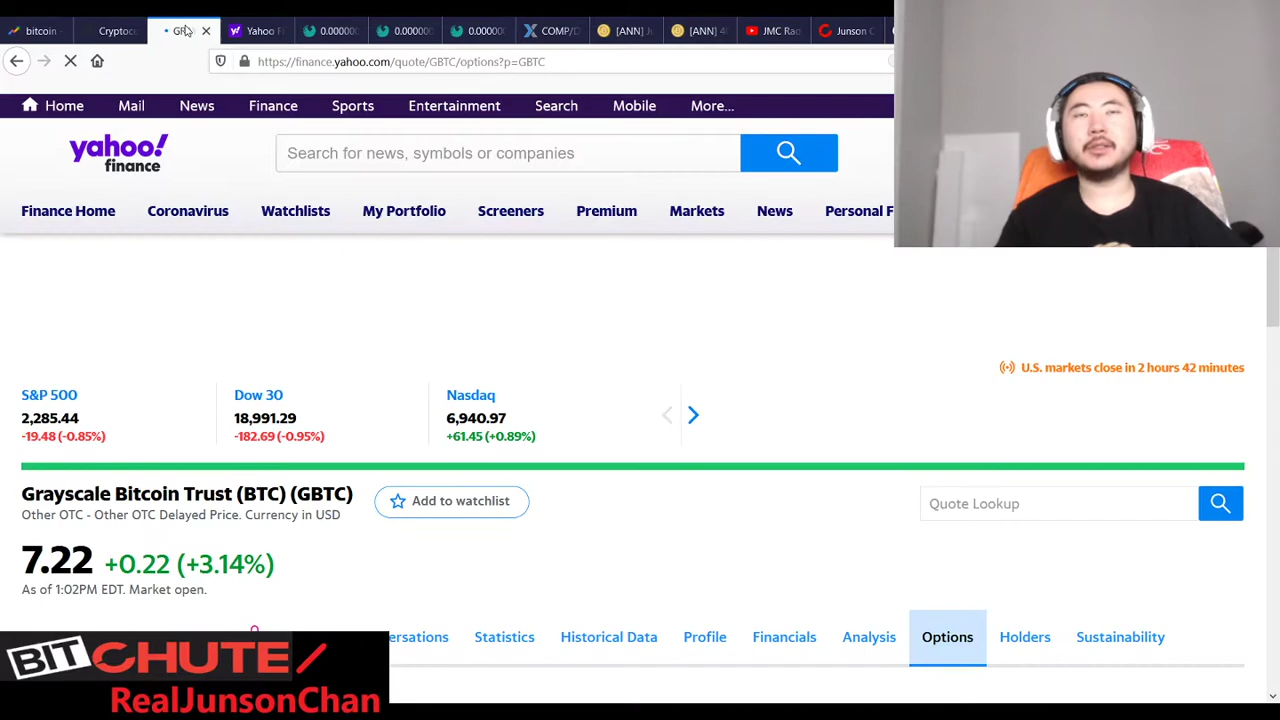 bitcoin
Cryptocu
GB
Yahoo F
0.000000
0.000000
0.000000
COMP/D
[ANN] J
[ANN] 4
JMC Rad
Junson C
https://finance.yahoo.com/quote/GBTC/options?p=GBTC
Home
Mail
News
Finance
Sports
Entertainment
Search
Mobile
More...
yahoo!
finance
Search for news, symbols or companies
Finance Home
Coronavirus
Watchlists
My Portfolio
Screeners
Premium
Markets
News
Personal F
U.S. markets close in 2 hours 42 minutes
S&P 500
2,285.44
-19.48 (-0.85%)
Dow 30
18,991.29
-182.69 (-0.95%)
Nasdaq
6,940.97
+61.45 (+0.89%)
Grayscale Bitcoin Trust (BTC) (GBTC)
Other OTC - Other OTC Delayed Price. Currency in USD
Add to watchlist
Quote Lookup
7.22 +0.22 (+3.14%)
As of 1:02PM EDT. Market open.
ersations
Statistics
Historical Data
Profile
Financials
Analysis
Options
Holders
Sustainability
BITCHUTE/
RealJunsonChan